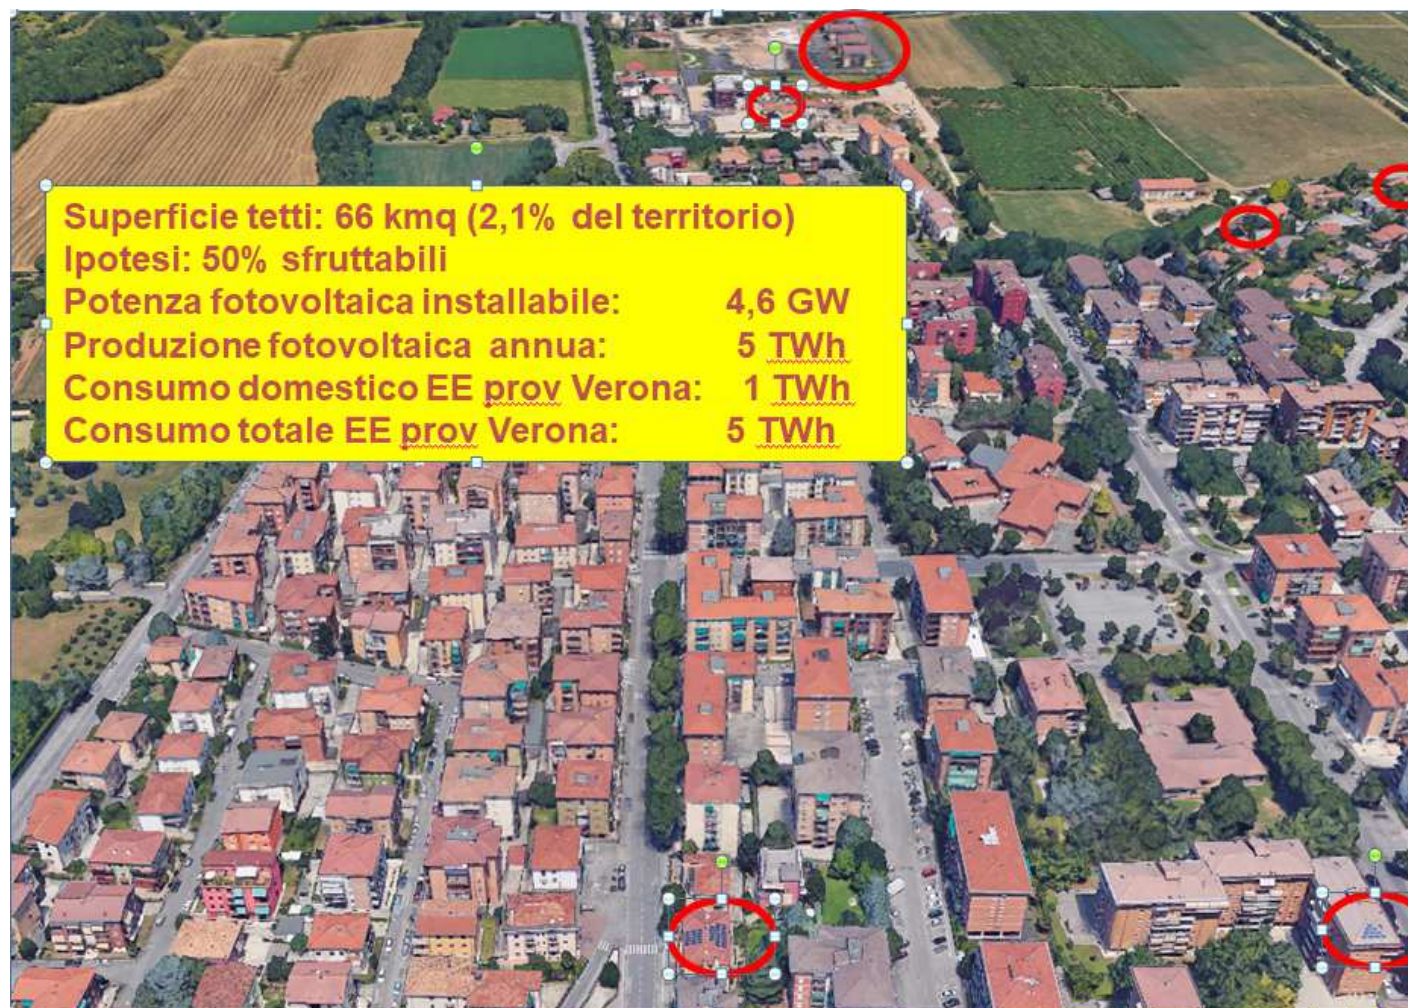 Superficie tetti: 66 kmq (2,1% del territorio)
Ipotesi: 50% sfruttabili
Potenza fotovoltaica installabile: 4,6 GW
Produzione fotovoltaica annua: 5 TWh
Consumo domestico EE prov Verona: 1 TWh
Consumo totale EE prov Verona: 5 TWh